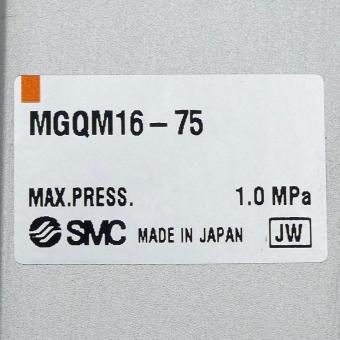 MGQM16-75
MAX.PRESS. 1.0 MPa
SMC MADE IN JAPAN JW